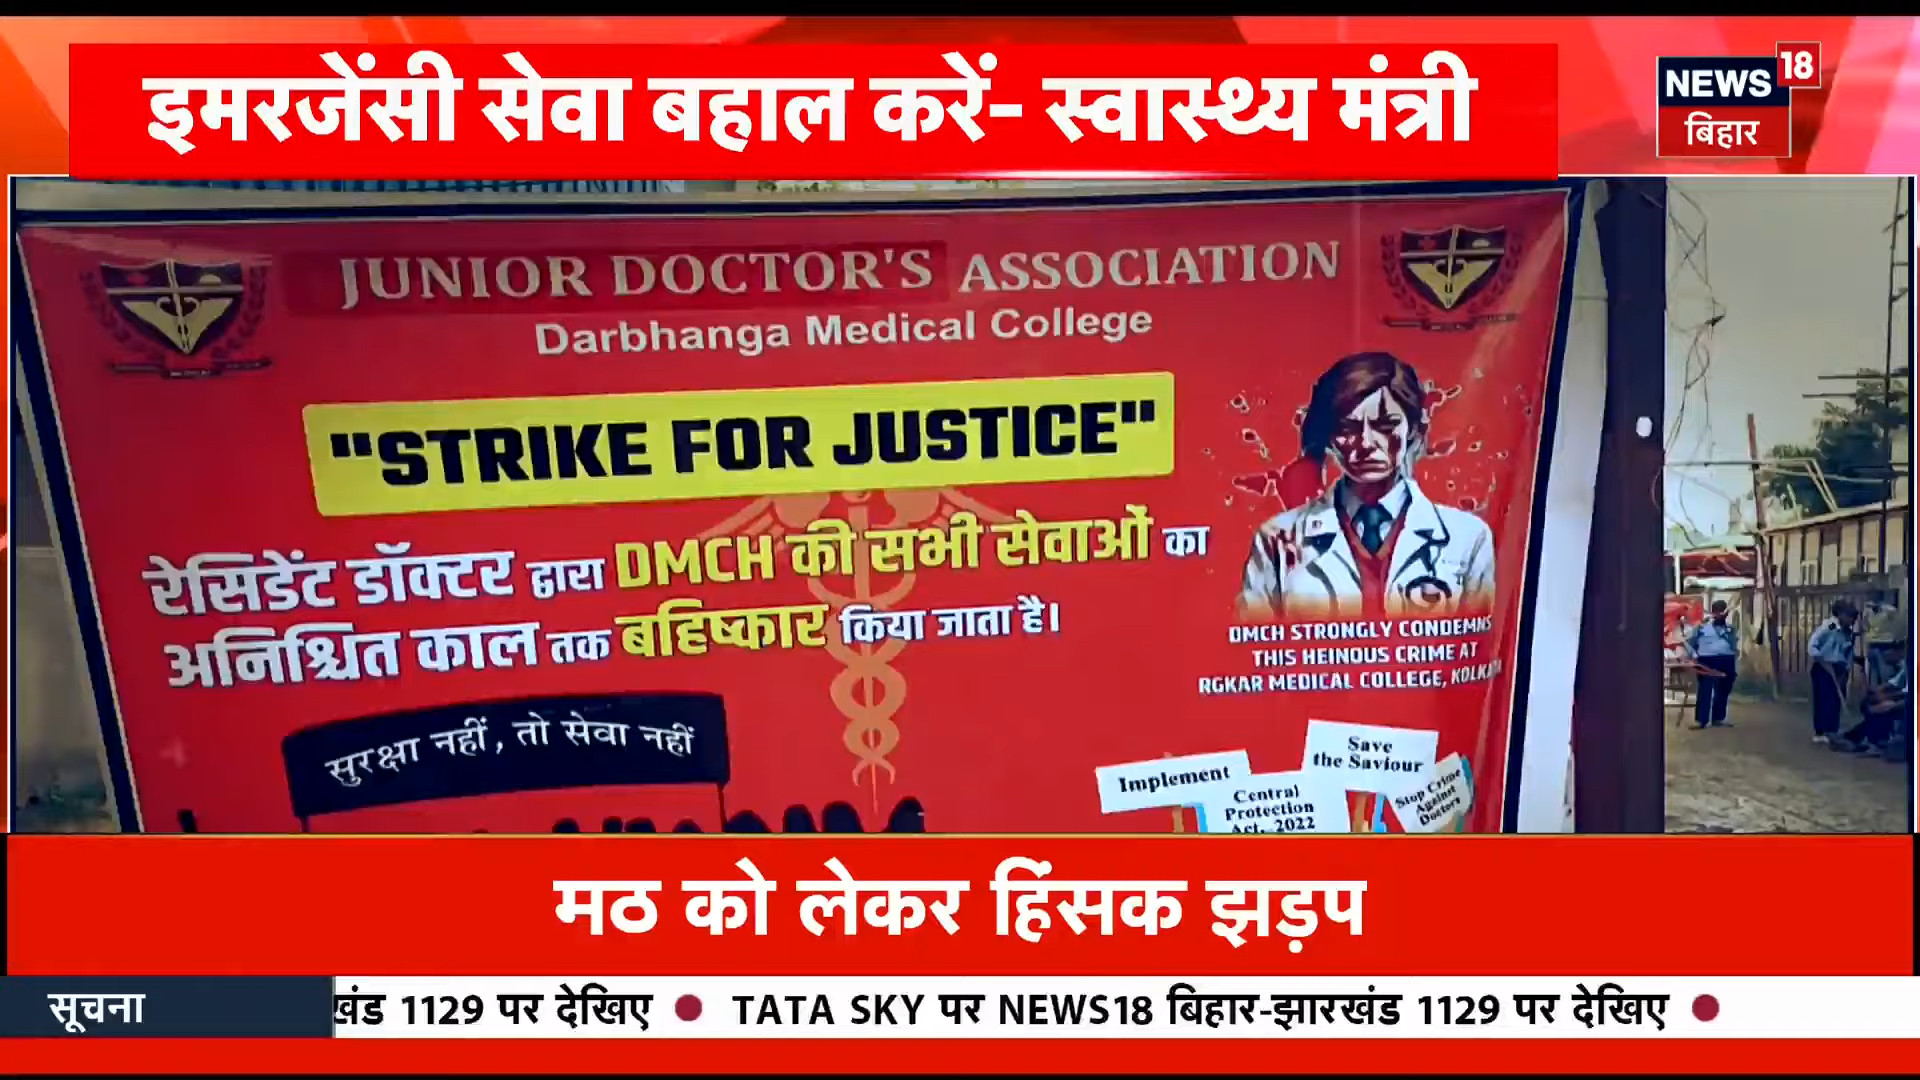 इमरजेंसी सेवा बहाल करें- स्वास्थ्य मंत्री
NEWS 18
बिहार
JUNIOR DOCTOR'S ASSOCIATION
Darbhanga Medical College
"STRIKE FOR JUSTICE"
रेसिडेंट डॉक्टर द्वारा DMCH की सभी सेवाओं का
अनिश्चित काल तक बहिष्कार किया जाता है।
DMCH STRONGLY CONDEMNS
THIS HEINOUS CRIME AT
RGKAR MEDICAL COLLEGE,
सुरक्षा नहीं, तो सेवा नहीं
Implement
Central
Protection
Act, 2022
Save
the Saviour
Stop Crime
Against
Doctors
मठ को लेकर हिंसक झड़प
सूचना
खंड 1129 पर देखिए ● TATA SKY पर NEWS18 बिहार-झारखंड 1129 पर देखिए ●